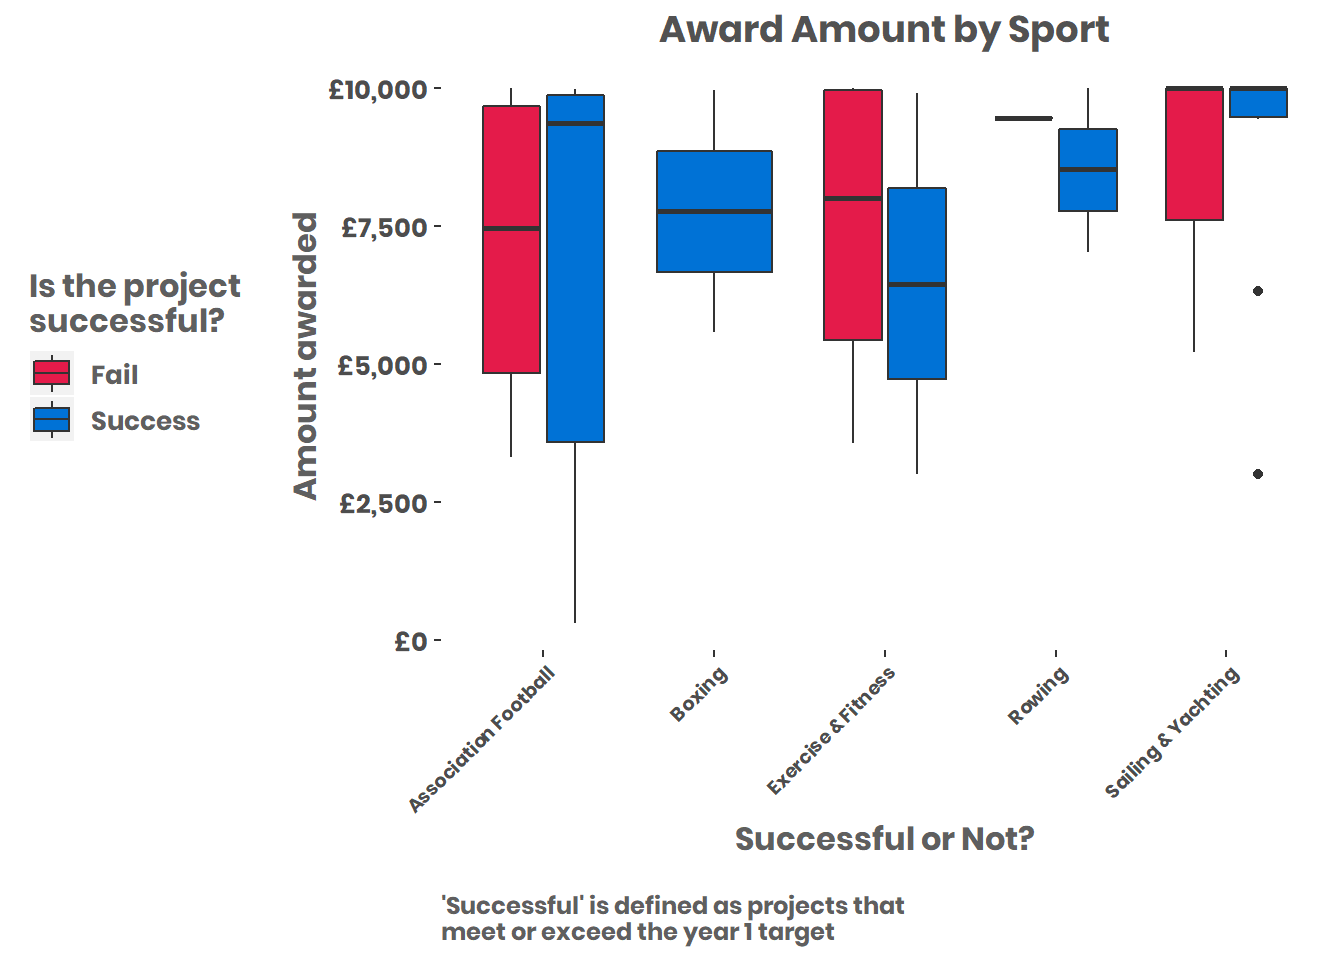 Award Amount by Sport
Is the project
successful?
Fail
Success
Amount awarded
£10,000
£7,500
£5,000
£2,500
£0
Association Football
Boxing
Exercise & Fitness
Rowing
Sailing & Yachting
Successful or Not?
'Successful' is defined as projects that
meet or exceed the year 1 target